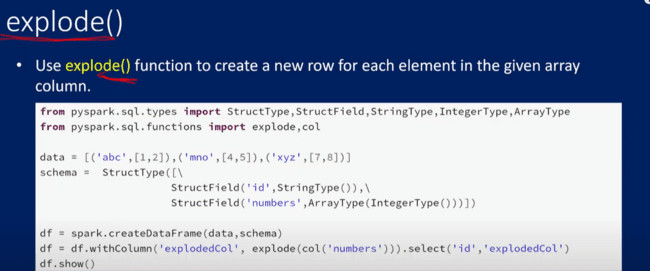 explode()
• Use explode() function to create a new row for each element in the given array
column.
from pyspark.sql.types import StructType,StructField,StringType,IntegerType,ArrayType
from pyspark.sql.functions import explode,col
data = [('abc',[1,2]),('mno',[4,5]),('xyz',[7,8])]
schema = StructType([\
StructField('id',StringType()),\
StructField('numbers',ArrayType(IntegerType()))])
df = spark.createDataFrame(data,schema)
df = df.withColumn('explodedCol', explode(col('numbers'))).select('id','explodedCol')
df.show()